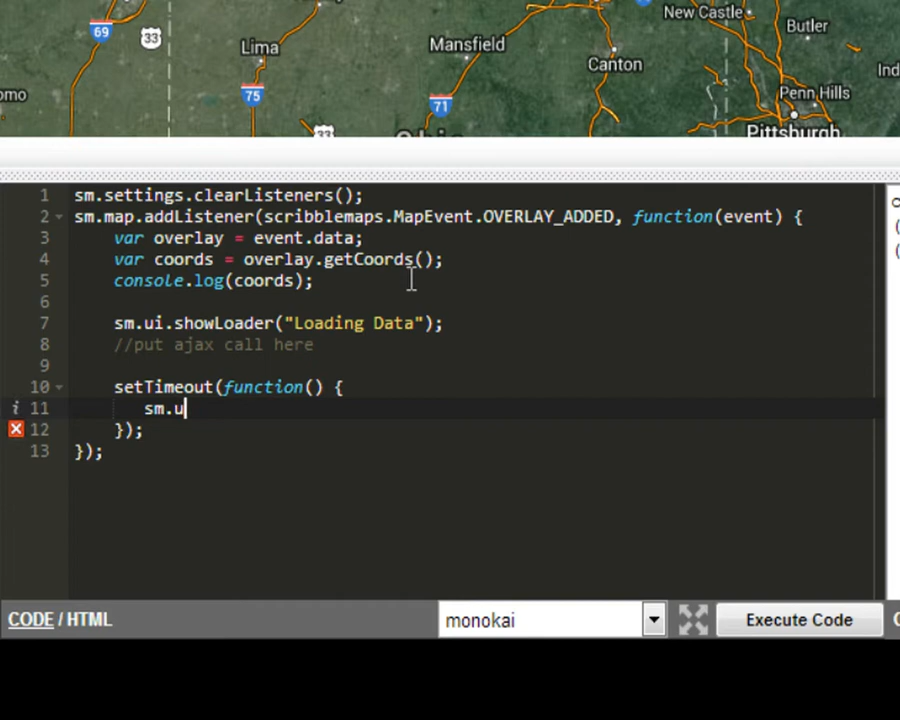 New Castle
69
33
Lima
Mansfield
Butler
Canton
omo
75
71
Penn Hills
33
Ohio
Pittsburgh
1 sm.settings.clearListeners();
2 sm.map.addListener(scribblemaps.MapEvent.OVERLAY_ADDED, function(event) {
3 var overlay = event.data;
4 var coords = overlay.getCoords();
5 console.log(coords);
6
7 sm.ui.showLoader("Loading Data");
8 //put ajax call here
9
10 setTimeout(function() {
i 11 sm.u
12 });
13 });
CODE / HTML
monokai
Execute Code